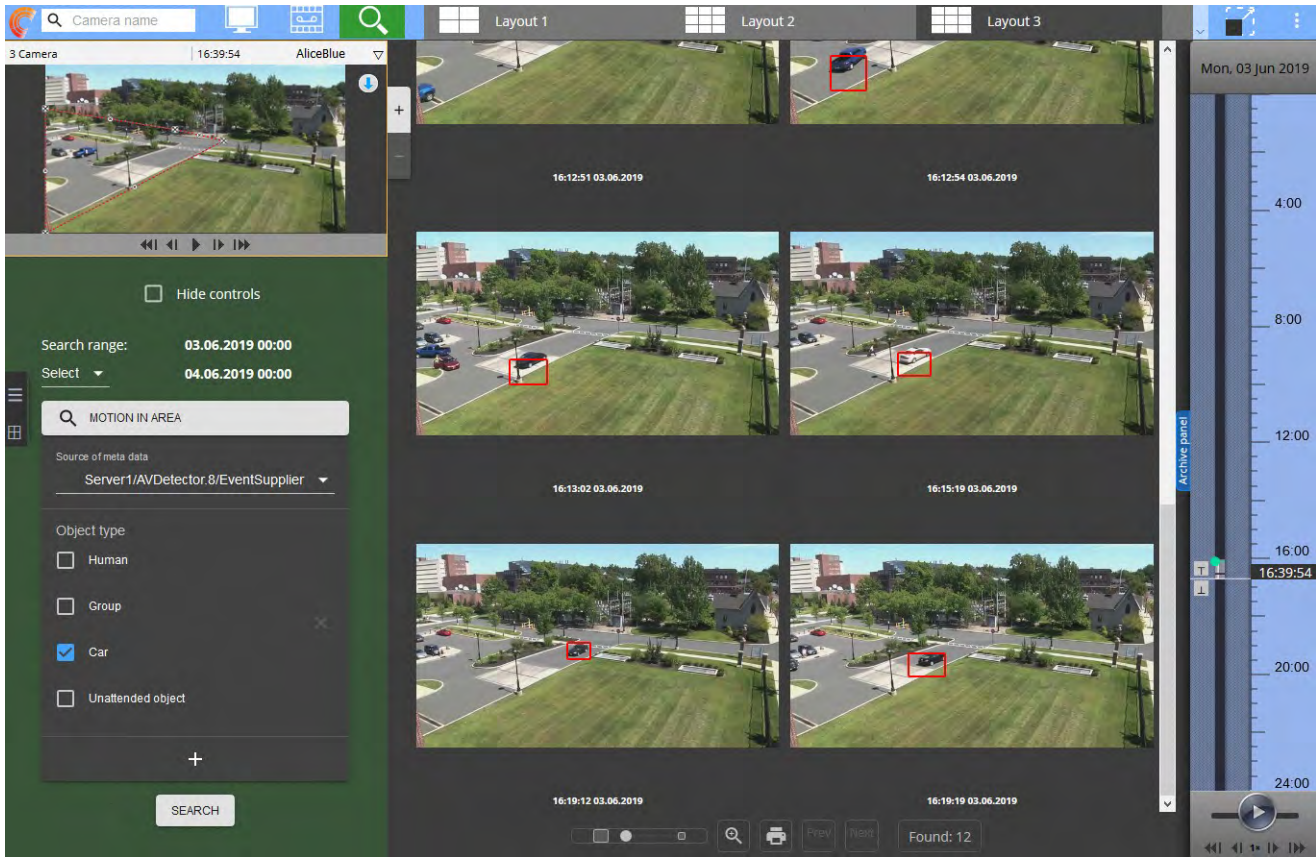 Camera name
Layout 1
Layout 2
Layout 3
3 Camera
16:39:54
AliceBlue
Mon, 03 Jun 2019
+
−
16:12:51 03.06.2019
16:12:54 03.06.2019
4:00
Hide controls
8:00
Search range:
03.06.2019 00:00
Select
04.06.2019 00:00
MOTION IN AREA
Archive panel
12:00
Source of meta data
Server1/AVDetector.8/EventSupplier
16:13:02 03.06.2019
16:15:19 03.06.2019
Object type
Human
16:00
16:39:54
Group
Car
20:00
Unattended object
+
24:00
SEARCH
16:19:12 03.06.2019
16:19:19 03.06.2019
Prev
Next
Found: 12
1×